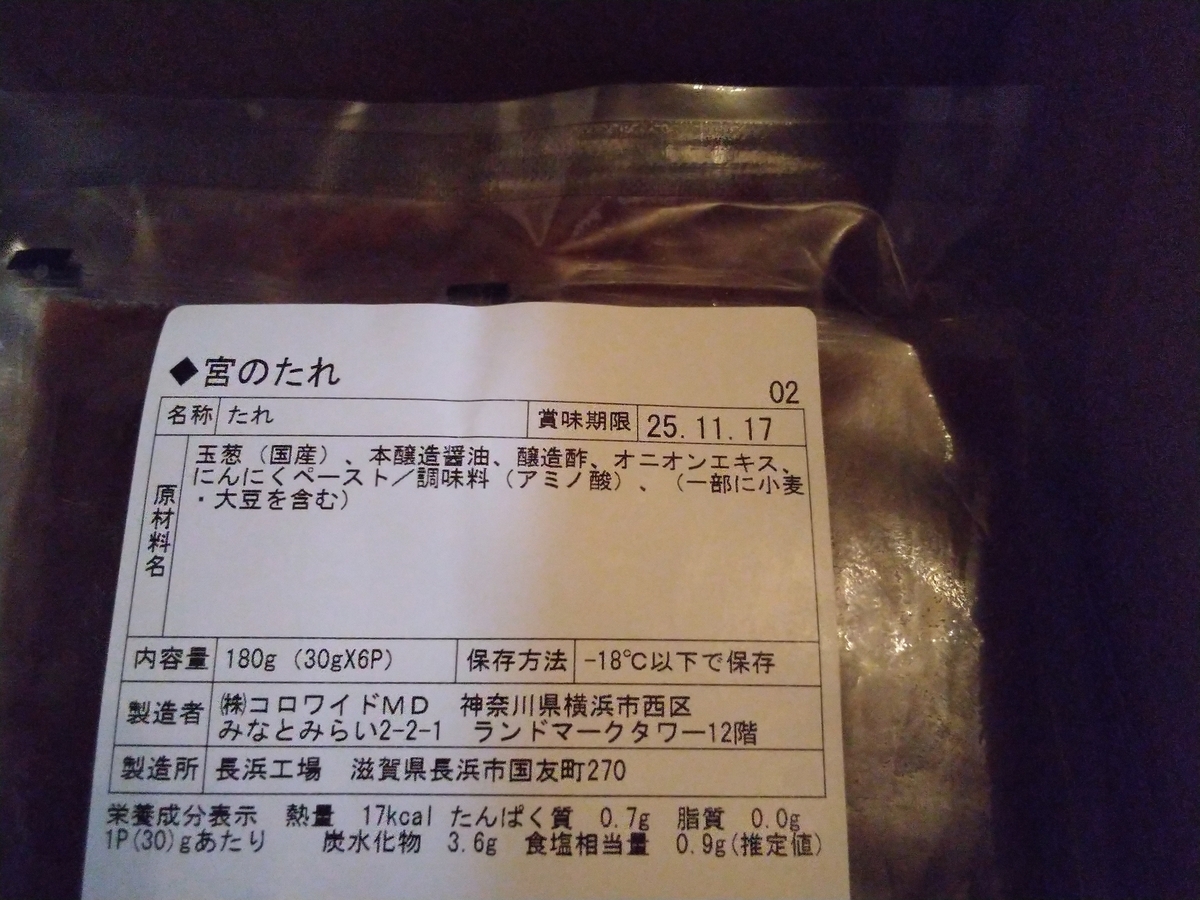 ◆宮のたれ
02
名称 たれ 賞味期限 25.11.17
原材料名
玉葱（国産）、本醸造醤油、醸造酢、オニオンエキス、
にんにくペースト／調味料（アミノ酸）、（一部に小麦
・大豆を含む）
内容量 180g（30gX6P） 保存方法 -18℃以下で保存
製造者 ㈱コロワイドＭＤ 神奈川県横浜市西区
みなとみらい2-2-1 ランドマークタワー12階
製造所 長浜工場 滋賀県長浜市国友町270
栄養成分表示 熱量 17kcal たんぱく質 0.7g 脂質 0.0g
1P(30)gあたり 炭水化物 3.6g 食塩相当量 0.9g(推定値)